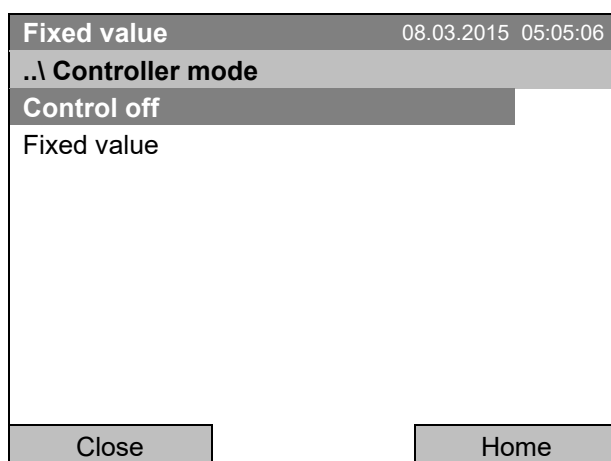 Fixed value 08.03.2015 05:05:06
..\ Controller mode
Control off
Fixed value
Close Home